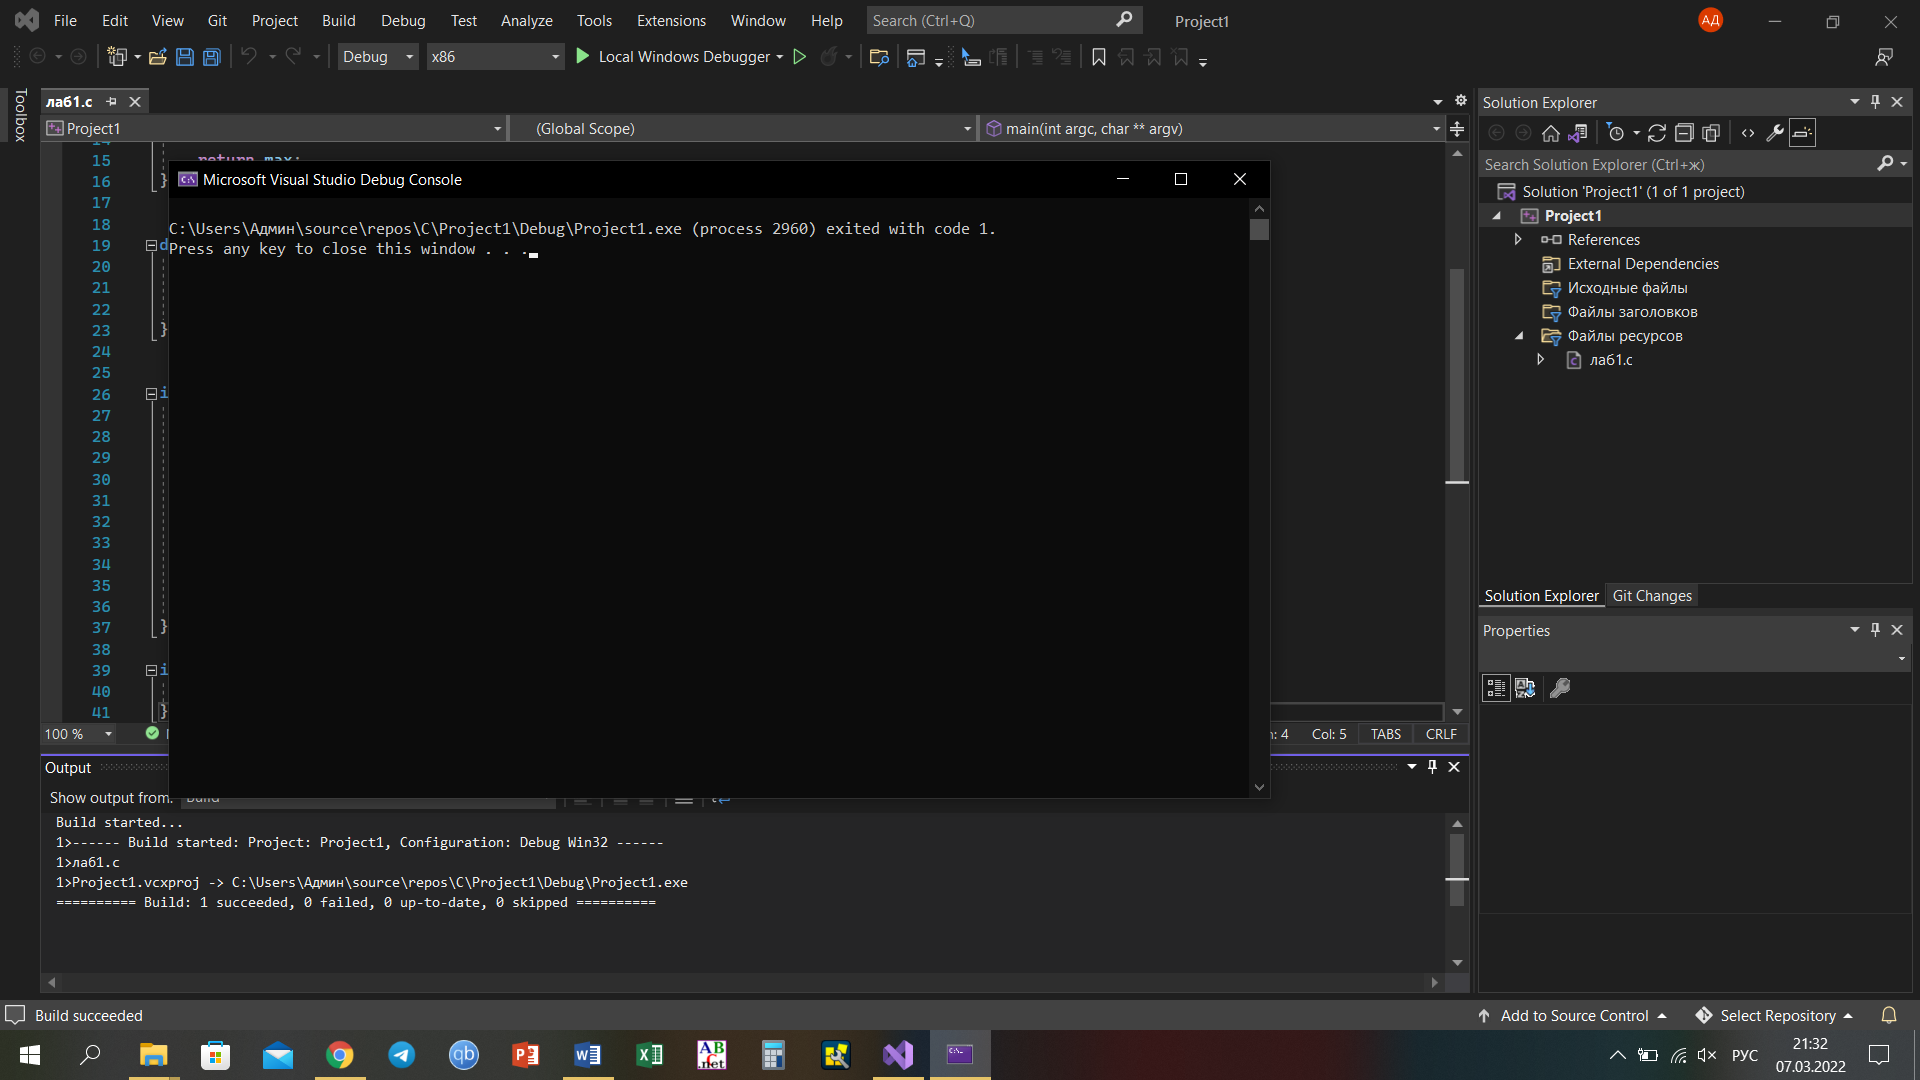 File Edit View Git Project Build Debug Test Analyze Tools Extensions Window Help Search (Ctrl+Q) Project1 АД
Debug x86 Local Windows Debugger
Toolbox
лаб1.c
Project1 (Global Scope) main(int argc, char ** argv)
15 return max;
16 }
17
18
19 d
20
21
22
23 }
24
25
26 i
27
28
29
30
31
32
33
34
35
36
37 }
38
39 i
40
41 }
Microsoft Visual Studio Debug Console
C:\Users\Админ\source\repos\C\Project1\Debug\Project1.exe (process 2960) exited with code 1.
Press any key to close this window . . .
100 % : 4 Col: 5 TABS CRLF
Output
Show output from: Build
Build started...
1>------ Build started: Project: Project1, Configuration: Debug Win32 ------
1>лаб1.c
1>Project1.vcxproj -> C:\Users\Админ\source\repos\C\Project1\Debug\Project1.exe
========== Build: 1 succeeded, 0 failed, 0 up-to-date, 0 skipped ==========
Solution Explorer
Search Solution Explorer (Ctrl+ж)
Solution 'Project1' (1 of 1 project)
Project1
References
External Dependencies
Исходные файлы
Файлы заголовков
Файлы ресурсов
лаб1.c
Solution Explorer Git Changes
Properties
Build succeeded Add to Source Control Select Repository
РУС 21:32
07.03.2022